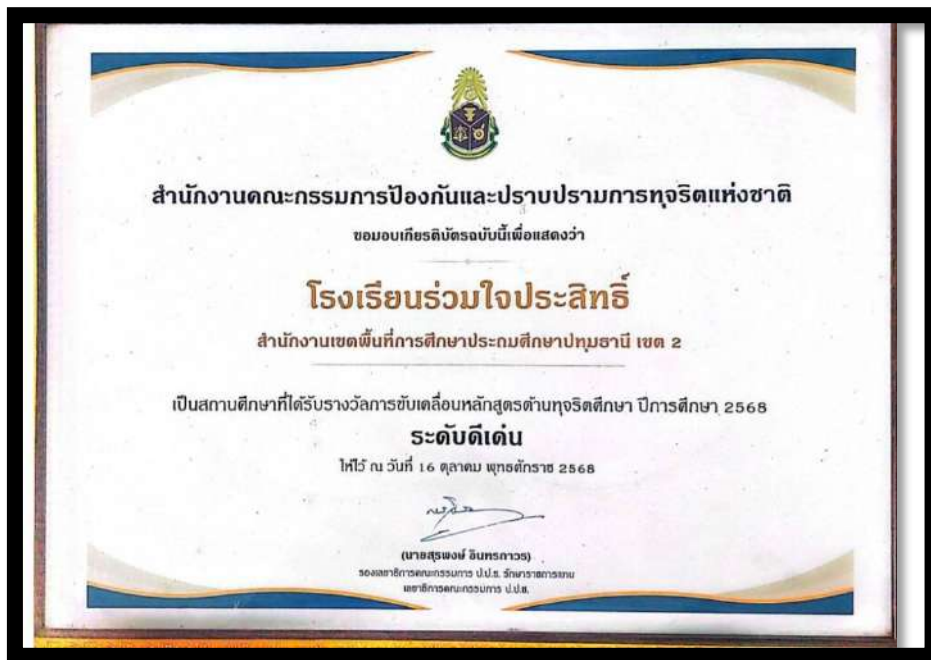 สำนักงานคณะกรรมการป้องกันและปราบปรามการทุจริตแห่งชาติ
ขอมอบเกียรติบัตรฉบับนี้เพื่อแสดงว่า
โรงเรียนร่วมใจประสิทธิ์
สำนักงานเขตพื้นที่การศึกษาประถมศึกษาปทุมธานี เขต 2
เป็นสถานศึกษาที่ได้รับรางวัลการขับเคลื่อนหลักสูตรต้านทุจริตศึกษา ปีการศึกษา 2568
ระดับดีเด่น
ให้ไว้ ณ วันที่ 16 ตุลาคม พุทธศักราช 2568
(นายสุรพงษ์ อินทรถาวร)
รองเลขาธิการคณะกรรมการ ป.ป.ช. รักษาราชการแทน
เลขาธิการคณะกรรมการ ป.ป.ช.